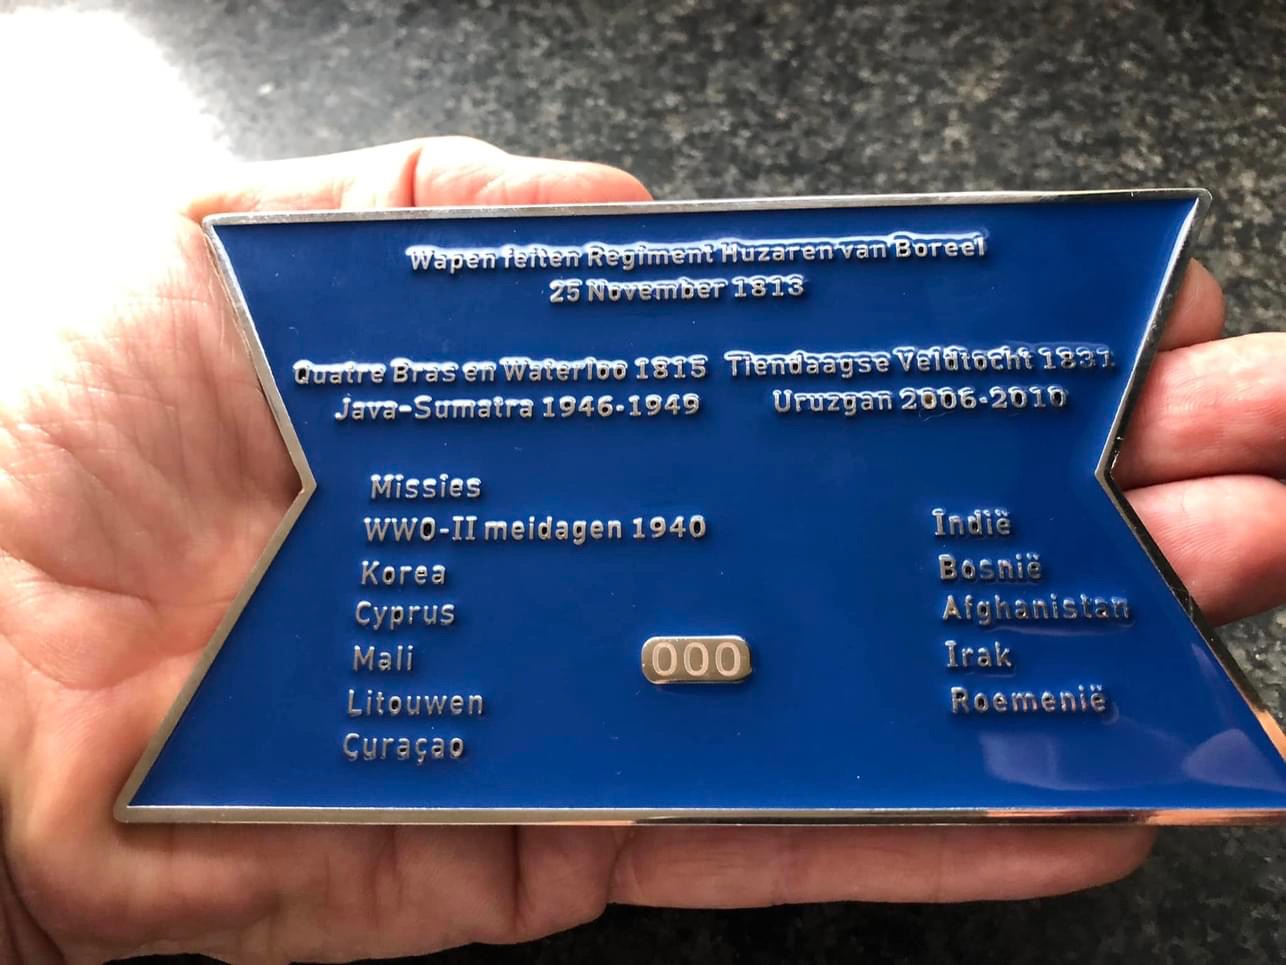 Wapen feiten Regiment Huzaren van Boreel
25 November 1813
Quatre Bras en Waterloo 1815 Tiendaagse Veldtocht 1831
Java-Sumatra 1946-1949 Uruzgan 2006-2010
Missies
WWO-II meidagen 1940 Indië
Korea Bosnië
Cyprus Afghanistan
Mali Irak
000
Litouwen Roemenië
Curaçao